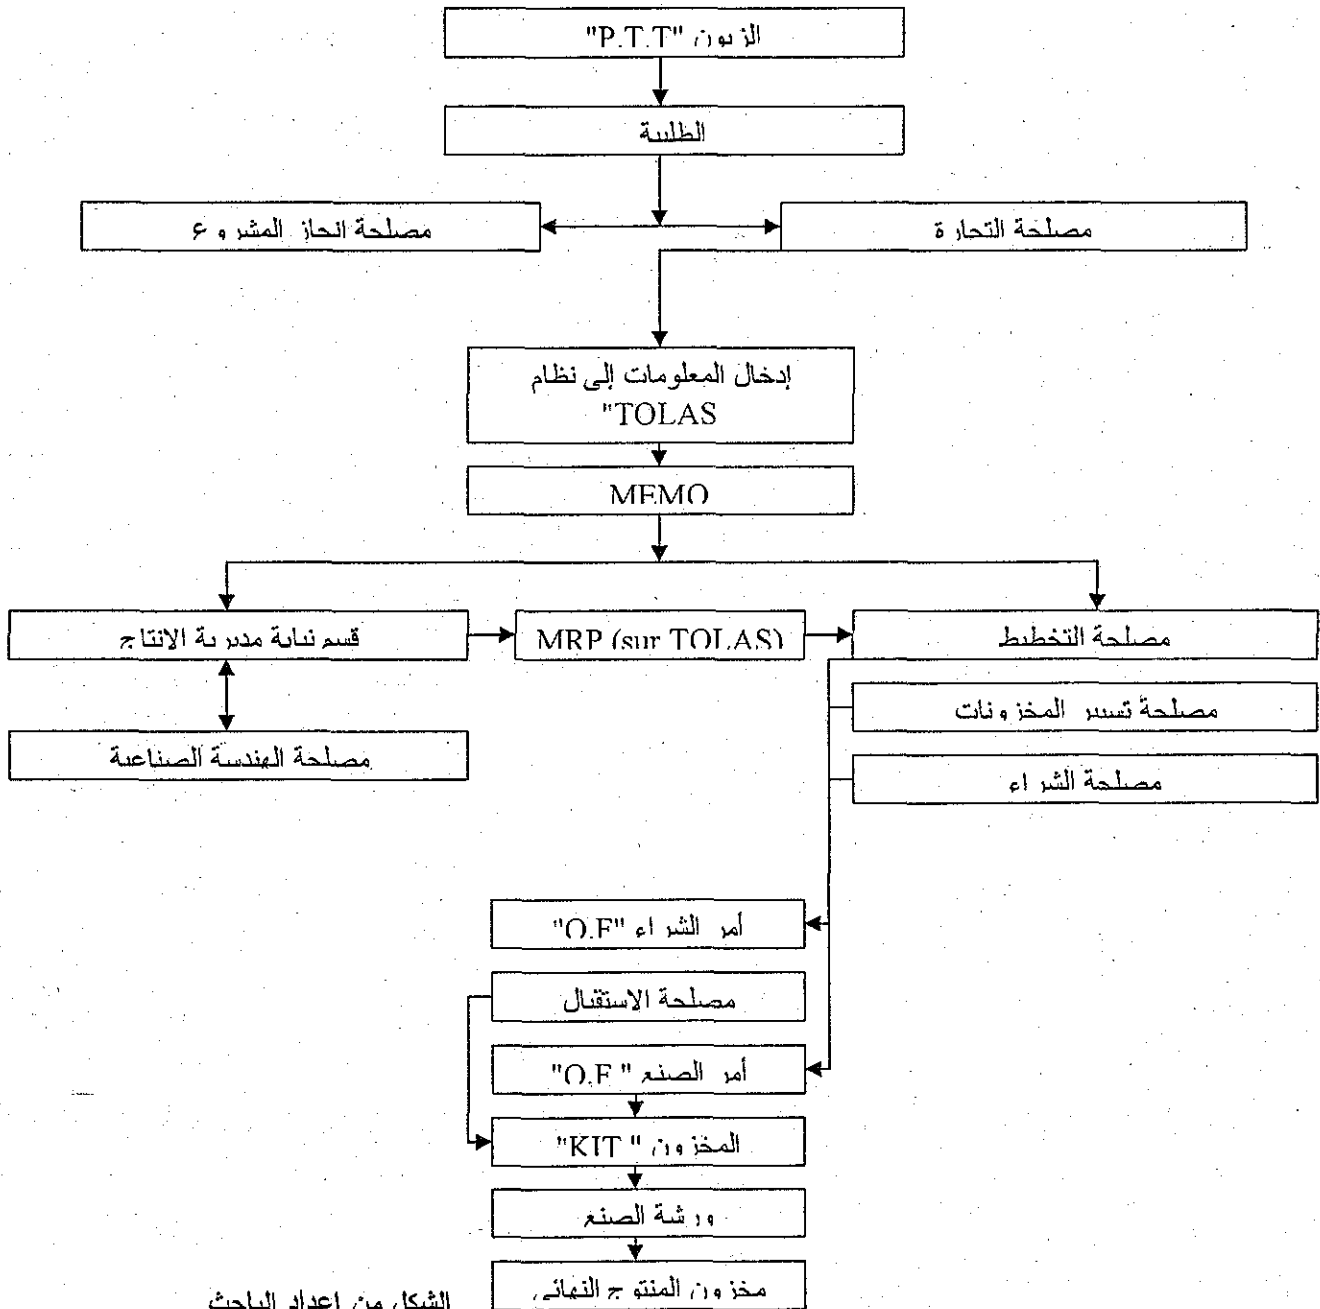 الزبون "P.T.T"
الطلبية
مصلحة التجارة
مصلحة انجاز المشروع
إدخال المعلومات إلى نظام
TOLAS"
MEMO
مصلحة التخطيط
MRP (sur TOLAS)
قسم نيابة مديرية الانتاج
مصلحة تسيير المخزونات
مصلحة الهندسة الصناعية
مصلحة الشراء
أمر الشراء "O.F"
مصلحة الاستقبال
أمر الصنع "O.F"
المخزون "KIT"
ورشة الصنع
مخزون المنتوج النهائي
الشكل من اعداد الباحث